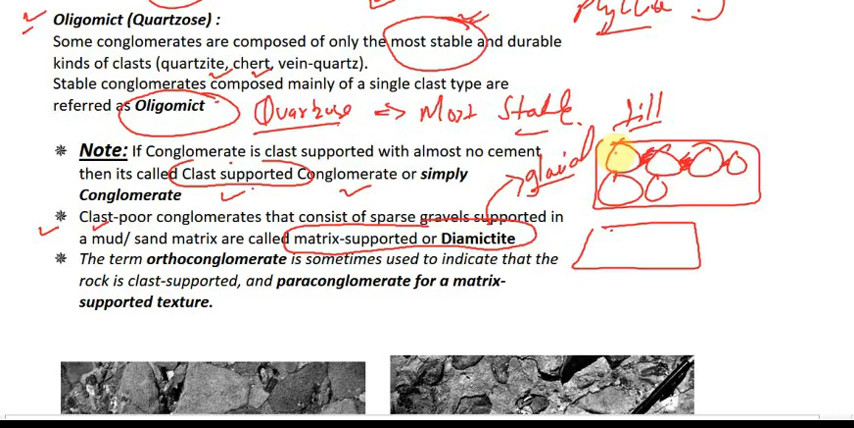 Phyllite
Oligomict (Quartzose) :
Some conglomerates are composed of only the most stable and durable
kinds of clasts (quartzite, chert, vein-quartz).
Stable conglomerates composed mainly of a single clast type are
referred as Oligomict
Quarzose => Most Stable. till
* Note: If Conglomerate is clast supported with almost no cement
then its called Clast supported Conglomerate or simply
Conglomerate
glacial
* Clast-poor conglomerates that consist of sparse gravels supported in
a mud/ sand matrix are called matrix-supported or Diamictite
* The term orthoconglomerate is sometimes used to indicate that the
rock is clast-supported, and paraconglomerate for a matrix-
supported texture.